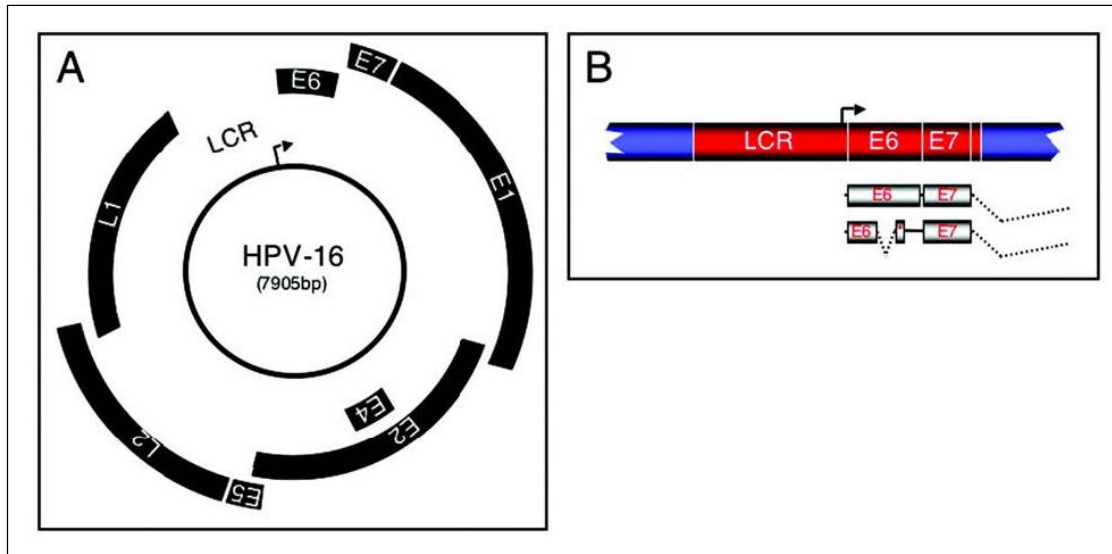 A
E6
E7
LCR
E1
L1
HPV-16
(7905bp)
E4
E2
L2
E5
B
LCR E6 E7
E6 E7
E6 * E7